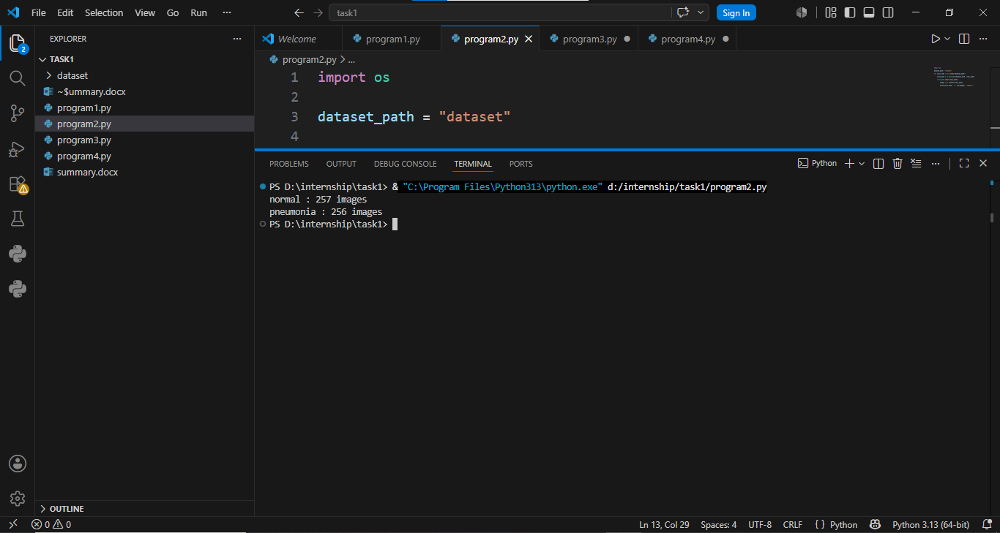 File Edit Selection View Go Run ···
task1
Sign In
EXPLORER ···
TASK1
dataset
~$ummary.docx
program1.py
program2.py
program3.py
program4.py
summary.docx
OUTLINE
2
Welcome program1.py program2.py program3.py program4.py
program2.py > ...
1 import os
2
3 dataset_path = "dataset"
4
PROBLEMS OUTPUT DEBUG CONSOLE TERMINAL PORTS
Python
PS D:\internship\task1> & "C:\Program Files\Python313\python.exe" d:/internship/task1/program2.py
normal : 257 images
pneumonia : 256 images
PS D:\internship\task1>
0 0
Ln 13, Col 29 Spaces: 4 UTF-8 CRLF { } Python Python 3.13 (64-bit)